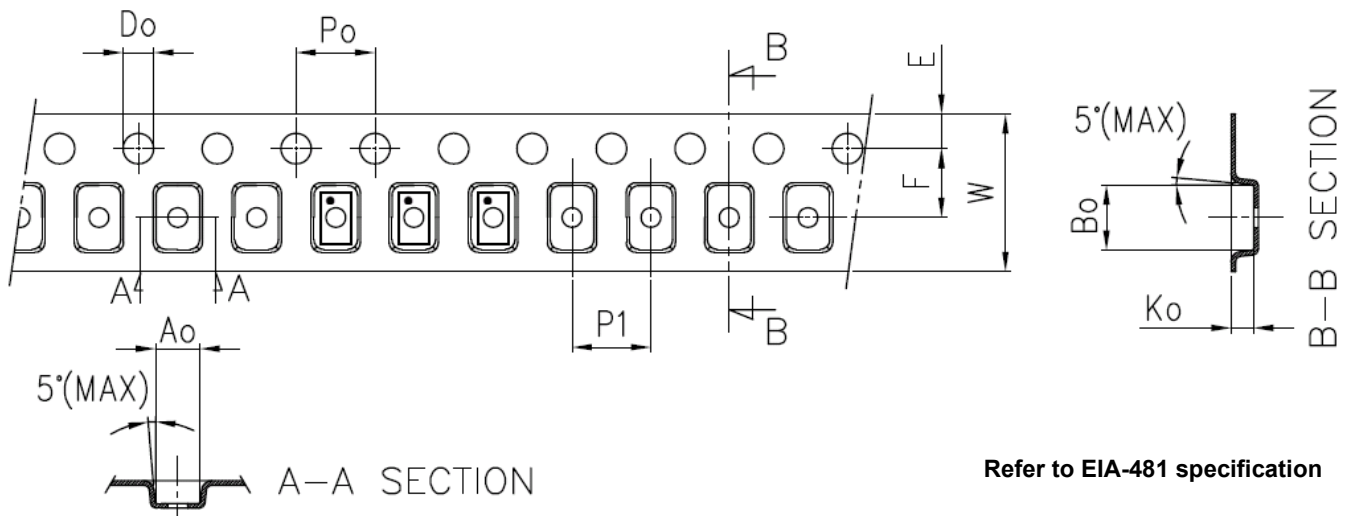 Do
Po
B
E
5°(MAX)
F
W
Bo
B-B SECTION
A
A
P1
B
Ko
Ao
5°(MAX)
A-A SECTION
Refer to EIA-481 specification